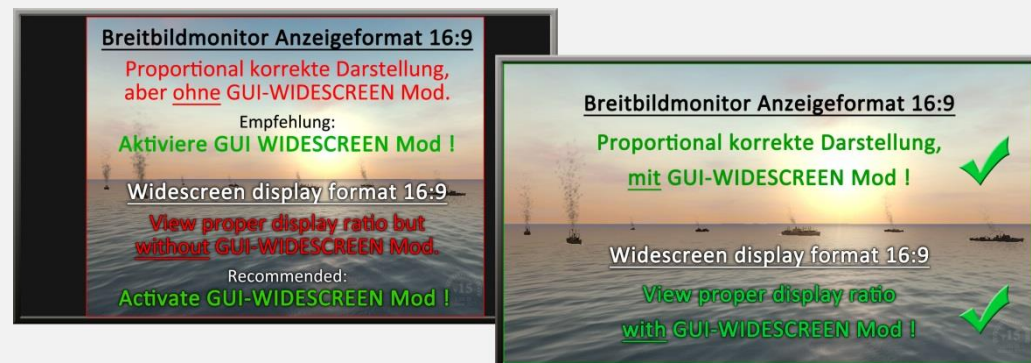 Breitbildmonitor Anzeigeformat 16:9
Proportional korrekte Darstellung,
aber ohne GUI-WIDESCREEN Mod.
Empfehlung:
Aktiviere GUI WIDESCREEN Mod !
Widescreen display format 16:9
View proper display ratio but
without GUI-WIDESCREEN Mod.
Recommended:
Activate GUI-WIDESCREEN Mod !
Breitbildmonitor Anzeigeformat 16:9
Proportional korrekte Darstellung,
mit GUI-WIDESCREEN Mod !
Widescreen display format 16:9
View proper display ratio
with GUI-WIDESCREEN Mod !